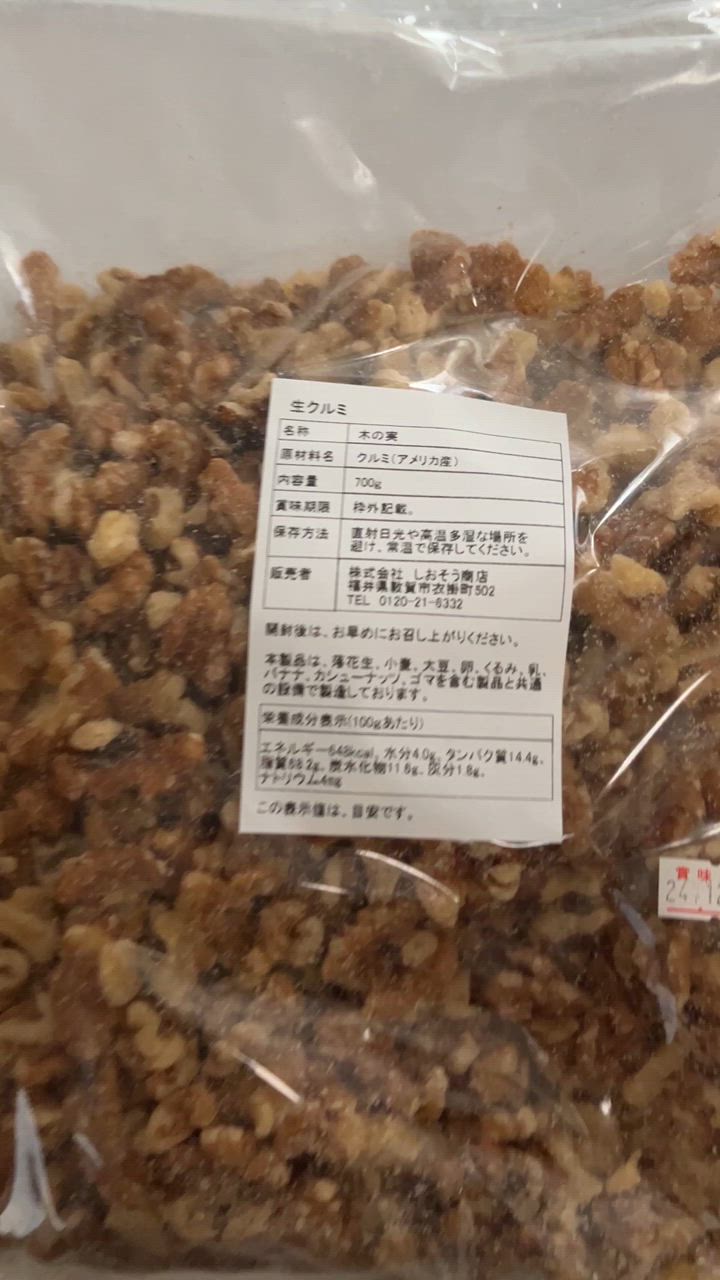 生クルミ
名称 木の実
原材料名 クルミ(アメリカ産)
内容量 700g
賞味期限 枠外記載。
保存方法 直射日光や高温多湿な場所を
避け、常温で保存してください。
販売者 株式会社 しおそう商店
福井県敦賀市衣掛町502
TEL 0120-21-6332
開封後は、お早めにお召し上がりください。
本製品は、落花生、小麦、大豆、卵、くるみ、乳、
バナナ、カシューナッツ、ゴマを含む製品と共通
の設備で製造しております。
栄養成分表示(100gあたり)
エネルギー648kcal、水分4.0g、タンパク質14.4g、
脂質68.2g、炭水化物11.6g、灰分1.8g、
ナトリウム4mg
この表示値は、目安です。
賞味
24.12